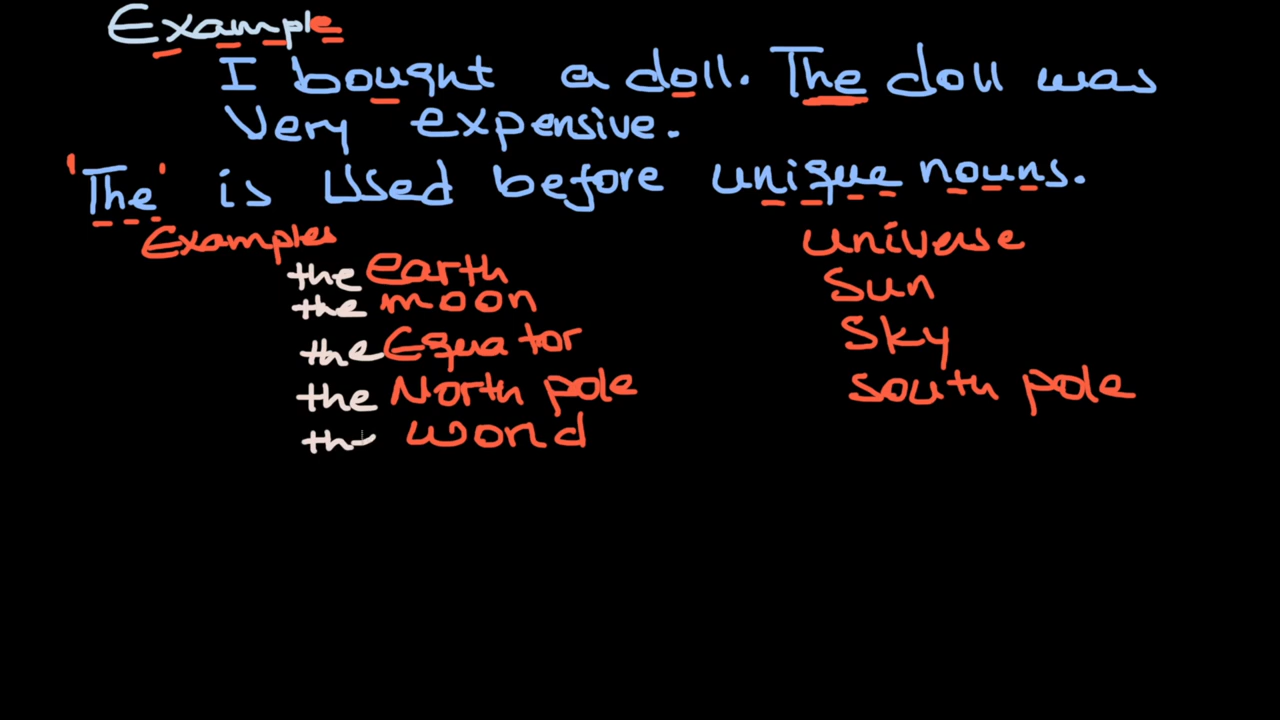 Example
I bought a doll. The doll was
very expensive.
'The' is used before unique nouns.
Examples
the earth
the moon
the Equator
the North pole
the world
universe
Sun
Sky
South pole